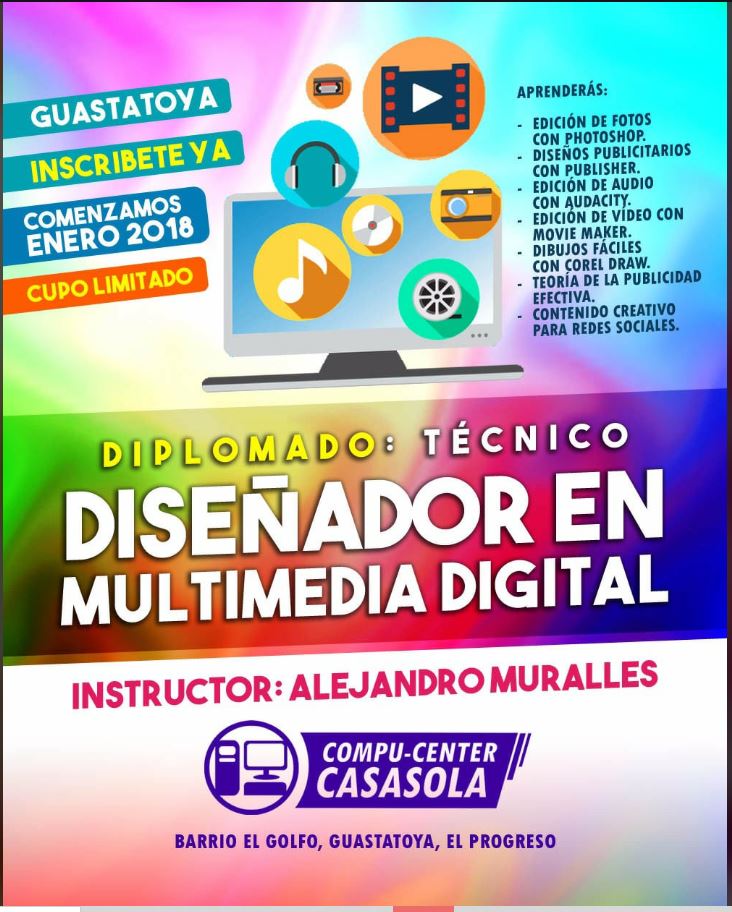 GUASTATOYA
INSCRIBETE YA
COMENZAMOS
ENERO 2018
CUPO LIMITADO
APRENDERÁS:
- EDICIÓN DE FOTOS
CON PHOTOSHOP.
- DISEÑOS PUBLICITARIOS
CON PUBLISHER.
- EDICIÓN DE AUDIO
CON AUDACITY.
- EDICIÓN DE VÍDEO CON
MOVIE MAKER.
- DIBUJOS FÁCILES
CON COREL DRAW.
- TEORÍA DE LA PUBLICIDAD
EFECTIVA.
- CONTENIDO CREATIVO
PARA REDES SOCIALES.
DIPLOMADO: TÉCNICO
DISEÑADOR EN
MULTIMEDIA DIGITAL
INSTRUCTOR: ALEJANDRO MURALLES
COMPU-CENTER
CASASOLA
BARRIO EL GOLFO, GUASTATOYA, EL PROGRESO